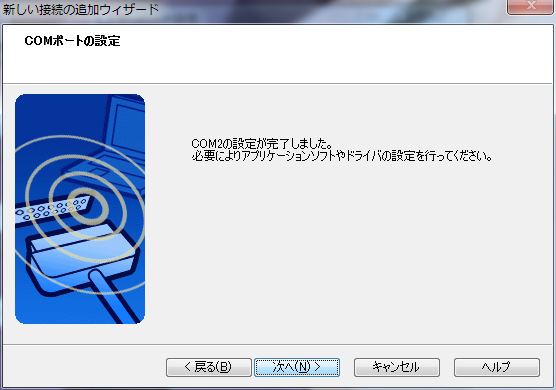 新しい接続の追加ウィザード
COMポートの設定
COM2の設定が完了しました。
必要によりアプリケーションソフトやドライバの設定を行ってください。
< 戻る(B)
次へ(N) >
キャンセル
ヘルプ